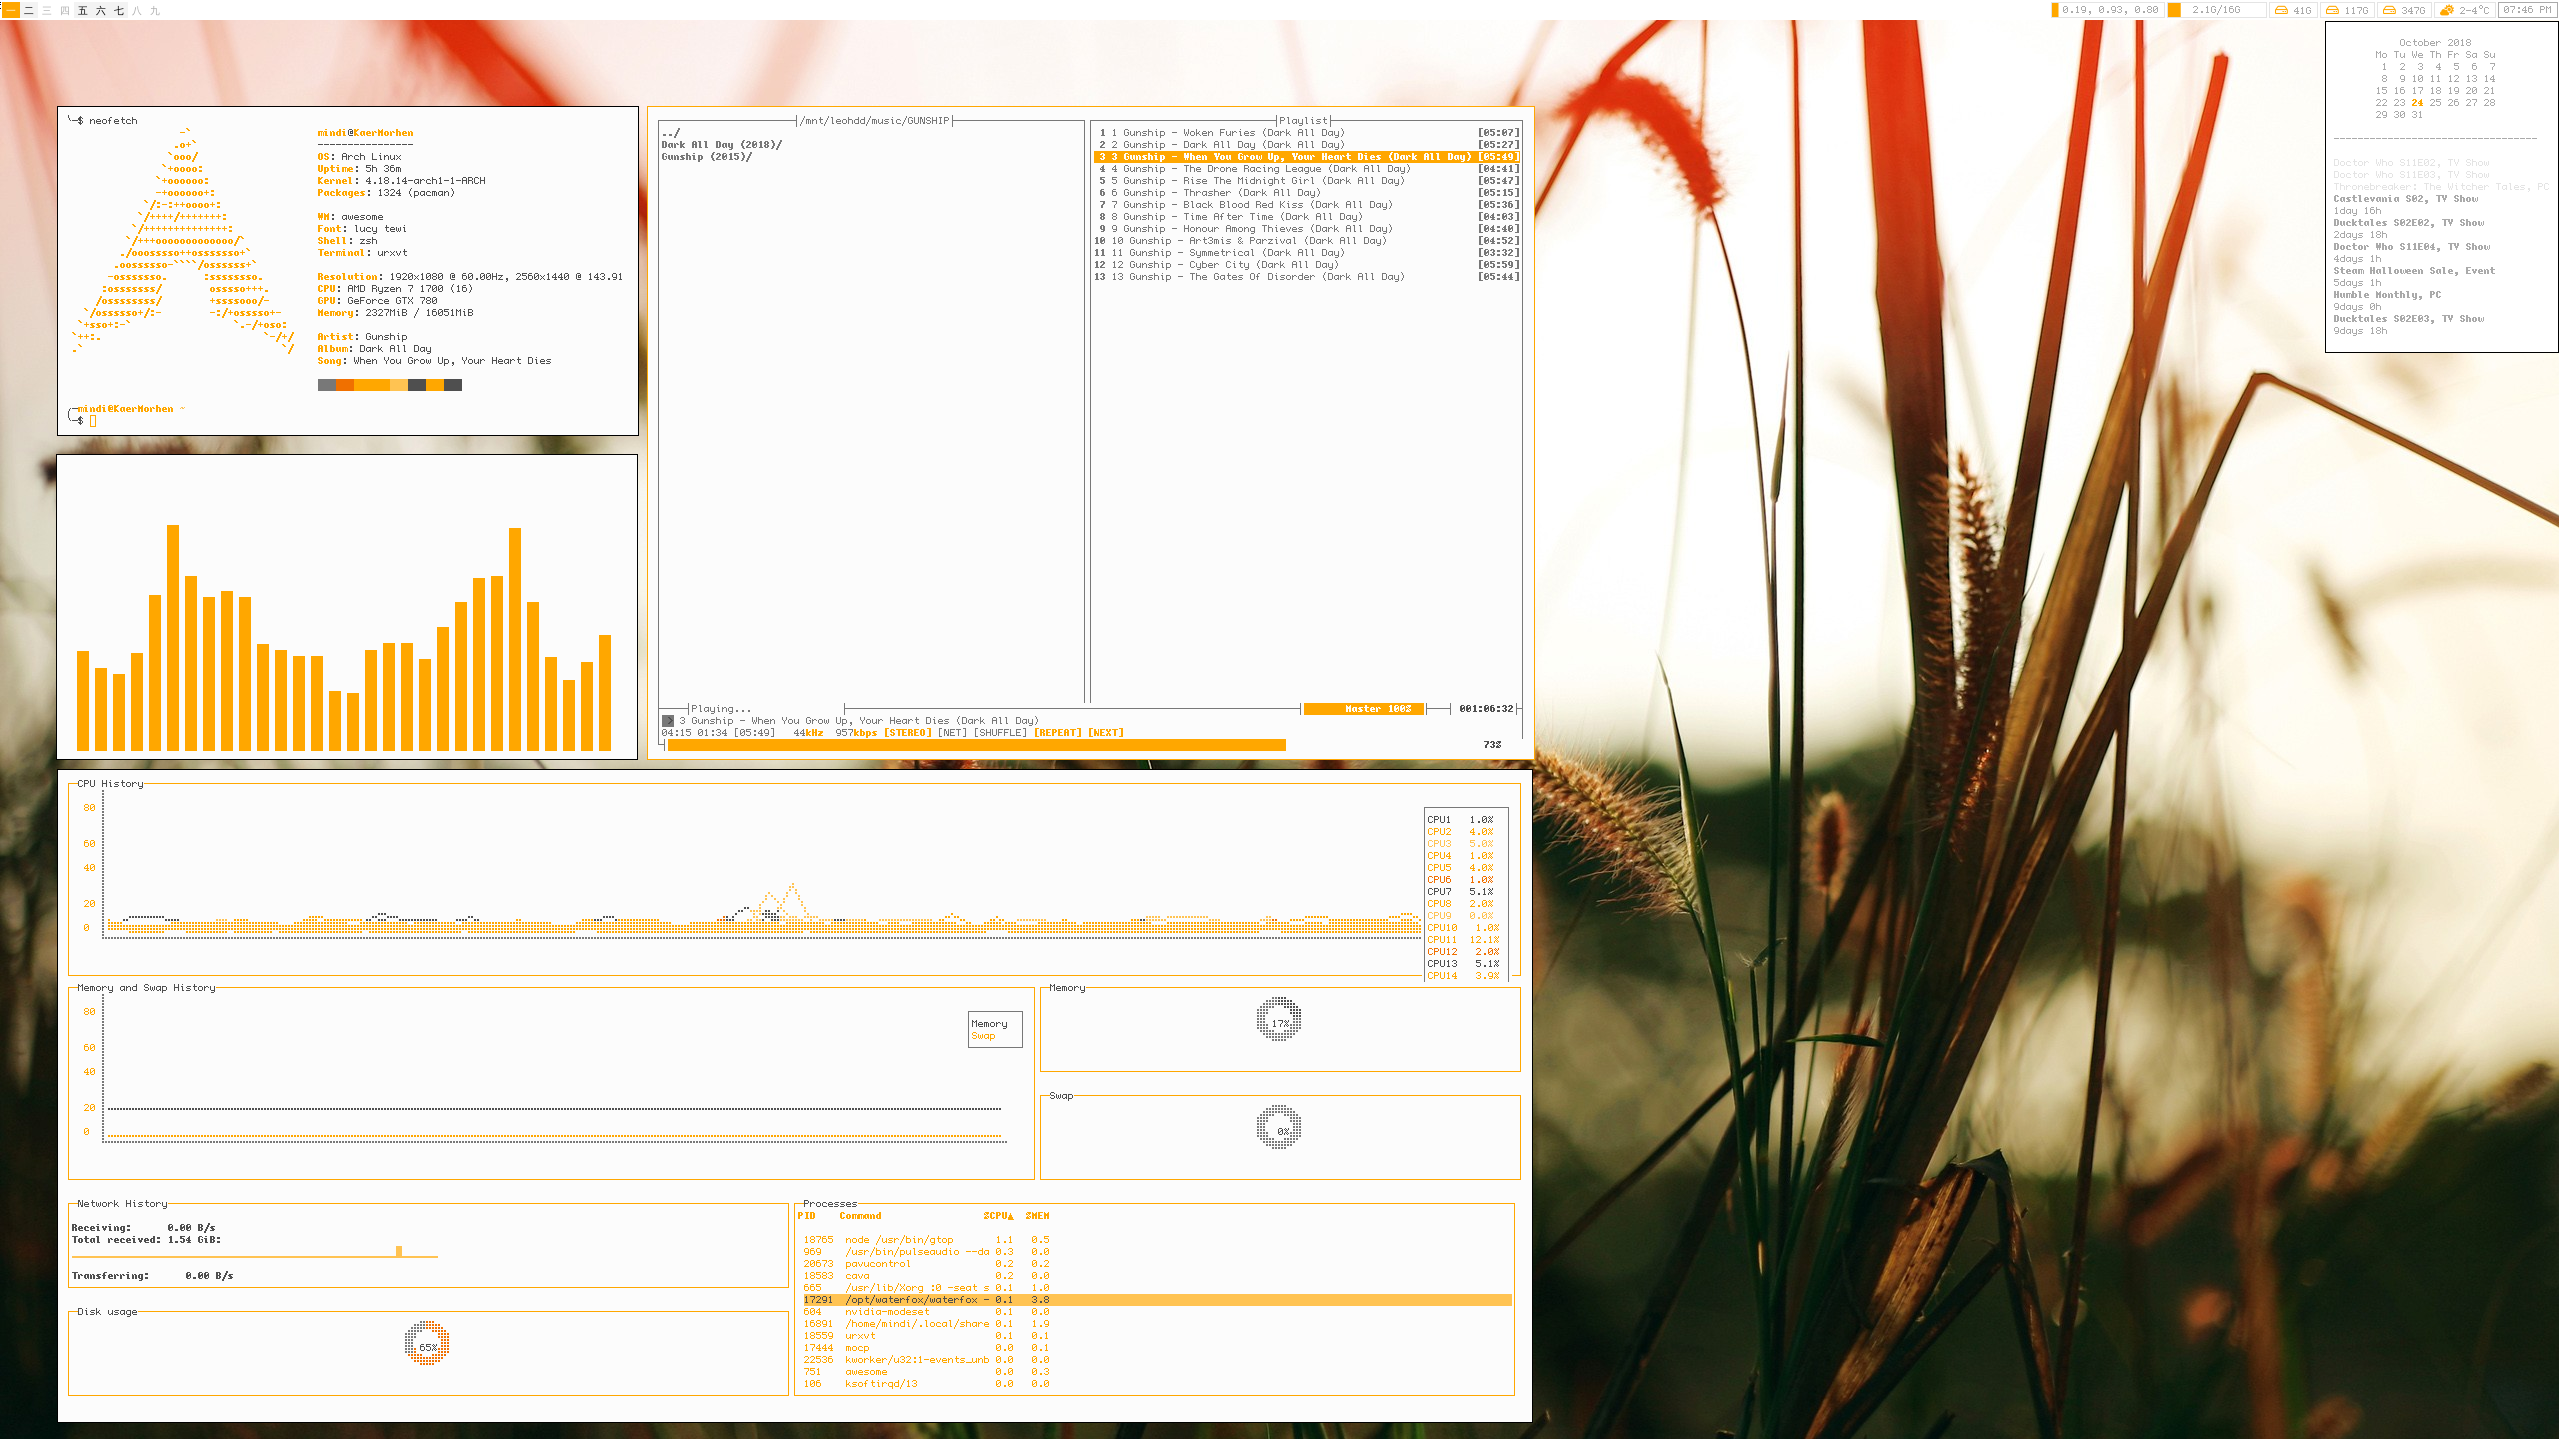 一 二 三 四 五 六 七 八 九
0.19, 0.93, 0.80 2.1G/16G 41G 117G 347G 2-4°C 07:46 PM
October 2018
Mo Tu We Th Fr Sa Su
1 2 3 4 5 6 7
8 9 10 11 12 13 14
15 16 17 18 19 20 21
22 23 24 25 26 27 28
29 30 31
----------------------------------
Doctor Who S11E02, TV Show
Doctor Who S11E03, TV Show
Thronebreaker: The Witcher Tales, PC
Castlevania S02, TV Show
1day 16h
Ducktales S02E02, TV Show
2days 18h
Doctor Who S11E04, TV Show
4days 1h
Steam Halloween Sale, Event
5days 1h
Humble Monthly, PC
9days 0h
Ducktales S02E03, TV Show
9days 18h
╰─$ neofetch
mindi@KaerMorhen
----------------
OS: Arch Linux
Uptime: 5h 36m
Kernel: 4.18.14-arch1-1-ARCH
Packages: 1324 (pacman)
WM: awesome
Font: lucy tewi
Shell: zsh
Terminal: urxvt
Resolution: 1920x1080 @ 60.00Hz, 2560x1440 @ 143.91
CPU: AMD Ryzen 7 1700 (16)
GPU: GeForce GTX 780
Memory: 2327MiB / 16051MiB
Artist: Gunship
Album: Dark All Day
Song: When You Grow Up, Your Heart Dies
╭─mindi@KaerMorhen ~
╰─$
/mnt/leohdd/music/GUNSHIP
../
Dark All Day (2018)/
Gunship (2015)/
Playlist
1 1 Gunship - Woken Furies (Dark All Day) [05:07]
2 2 Gunship - Dark All Day (Dark All Day) [05:27]
3 3 Gunship - When You Grow Up, Your Heart Dies (Dark All Day) [05:49]
4 4 Gunship - The Drone Racing League (Dark All Day) [04:41]
5 5 Gunship - Rise The Midnight Girl (Dark All Day) [05:47]
6 6 Gunship - Thrasher (Dark All Day) [05:15]
7 7 Gunship - Black Blood Red Kiss (Dark All Day) [05:36]
8 8 Gunship - Time After Time (Dark All Day) [04:03]
9 9 Gunship - Honour Among Thieves (Dark All Day) [04:40]
10 10 Gunship - Art3mis & Parzival (Dark All Day) [04:52]
11 11 Gunship - Symmetrical (Dark All Day) [03:32]
12 12 Gunship - Cyber City (Dark All Day) [05:59]
13 13 Gunship - The Gates Of Disorder (Dark All Day) [05:44]
Playing... Master 100% 001:06:32
> 3 Gunship - When You Grow Up, Your Heart Dies (Dark All Day)
04:15 01:34 [05:49] 44kHz 957kbps [STEREO] [NET] [SHUFFLE] [REPEAT] [NEXT]
73%
CPU History
80
60
40
20
0
CPU1 1.0%
CPU2 4.0%
CPU3 5.0%
CPU4 1.0%
CPU5 4.0%
CPU6 1.0%
CPU7 5.1%
CPU8 2.0%
CPU9 0.0%
CPU10 1.0%
CPU11 12.1%
CPU12 2.0%
CPU13 5.1%
CPU14 3.9%
Memory and Swap History
80
60
40
20
0
Memory
Swap
Memory
17%
Swap
0%
Network History
Receiving: 0.00 B/s
Total received: 1.54 GiB:
Transferring: 0.00 B/s
Disk usage
65%
Processes
PID Command %CPU▲ %MEM
18765 node /usr/bin/gtop 1.1 0.5
969 /usr/bin/pulseaudio --da 0.3 0.0
20673 pavucontrol 0.2 0.2
18583 cava 0.2 0.0
665 /usr/lib/Xorg :0 -seat s 0.1 1.0
17291 /opt/waterfox/waterfox - 0.1 3.8
604 nvidia-modeset 0.1 0.0
16891 /home/mindi/.local/share 0.1 1.9
18559 urxvt 0.1 0.1
17444 mocp 0.0 0.1
22536 kworker/u32:1-events_unb 0.0 0.0
751 awesome 0.0 0.3
106 ksoftirqd/13 0.0 0.0